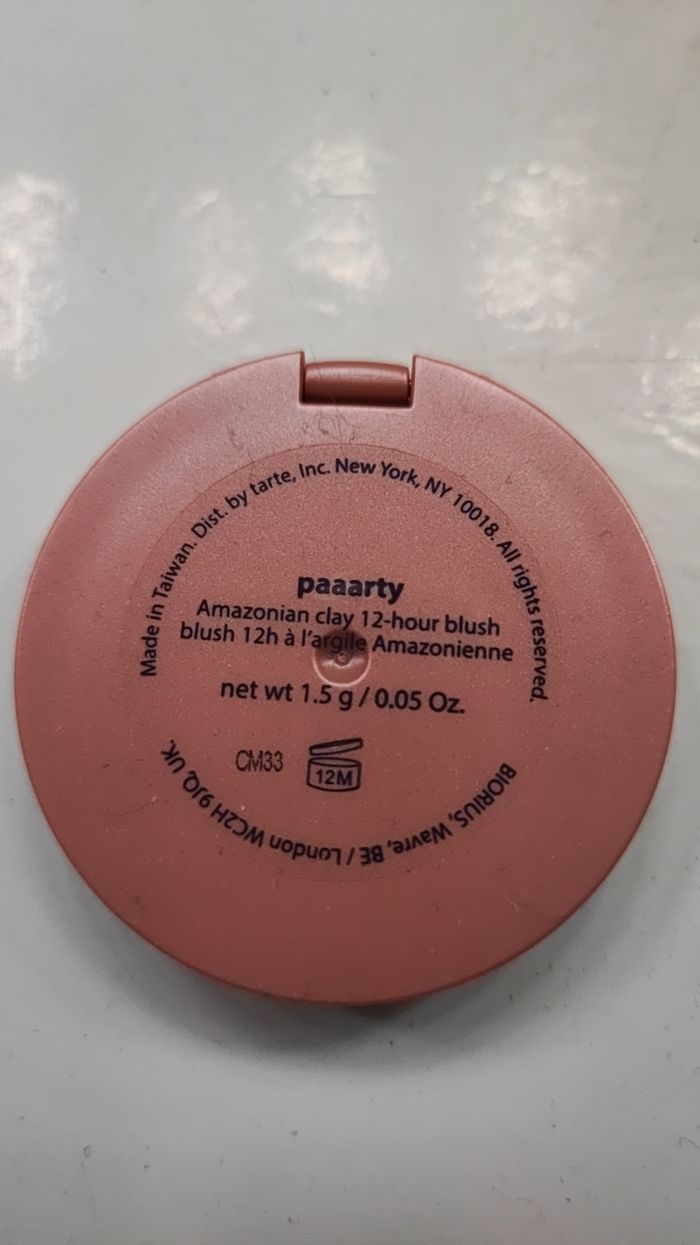 Made in Taiwan. Dist. by tarte, Inc. New York, NY 10018. All rights reserved.
paaarty
Amazonian clay 12-hour blush
blush 12h à l'argile Amazonienne
net wt 1.5 g / 0.05 Oz.
CM33
12M
BIORIUS, Wavre, BE / London WC2H 9JQ, UK.